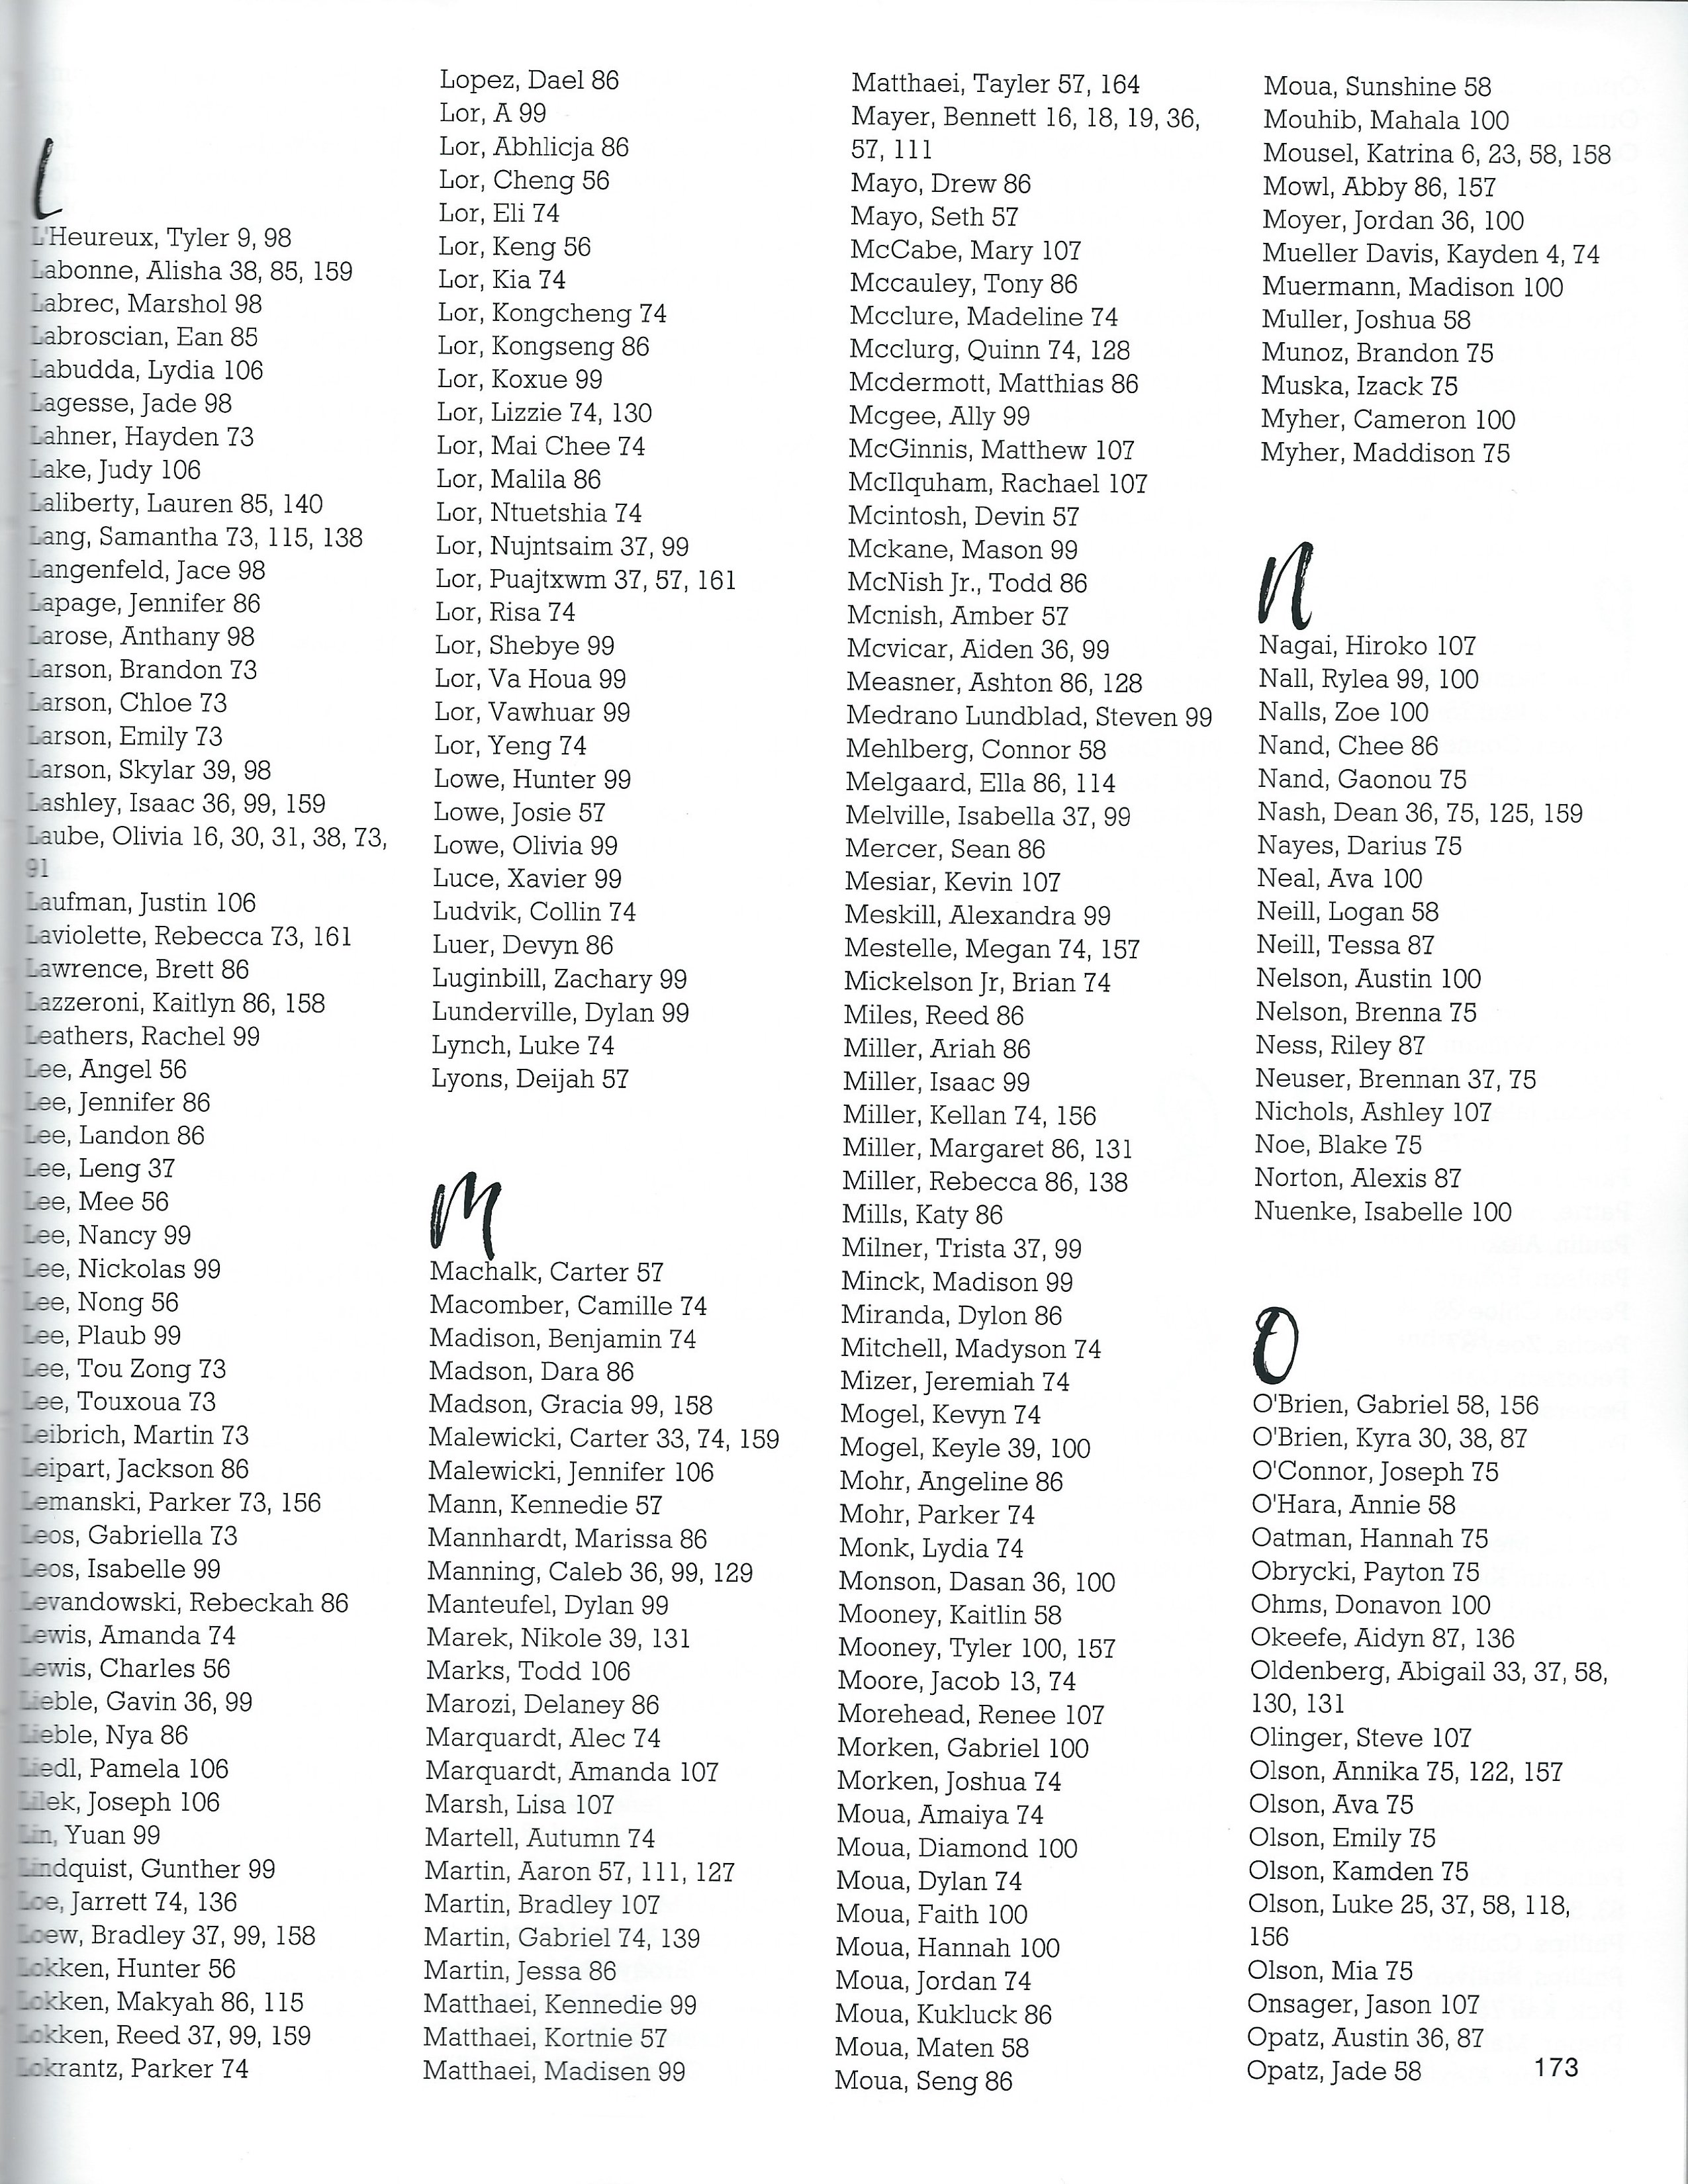 L
L'Heureux, Tyler 9, 98
Labonne, Alisha 38, 85, 159
Labrec, Marshol 98
Labroscian, Ean 85
Labudda, Lydia 106
Lagesse, Jade 98
Lahner, Hayden 73
Lake, Judy 106
Laliberty, Lauren 85, 140
Lang, Samantha 73, 115, 138
Langenfeld, Jace 98
Lapage, Jennifer 86
Larose, Anthany 98
Larson, Brandon 73
Larson, Chloe 73
Larson, Emily 73
Larson, Skylar 39, 98
Lashley, Isaac 36, 99, 159
Laube, Olivia 16, 30, 31, 38, 73,
91
Laufman, Justin 106
Laviolette, Rebecca 73, 161
Lawrence, Brett 86
Lazzeroni, Kaitlyn 86, 158
Leathers, Rachel 99
Lee, Angel 56
Lee, Jennifer 86
Lee, Landon 86
Lee, Leng 37
Lee, Mee 56
Lee, Nancy 99
Lee, Nickolas 99
Lee, Nong 56
Lee, Plaub 99
Lee, Tou Zong 73
Lee, Touxoua 73
Leibrich, Martin 73
Leipart, Jackson 86
Lemanski, Parker 73, 156
Leos, Gabriella 73
Leos, Isabelle 99
Levandowski, Rebeckah 86
Lewis, Amanda 74
Lewis, Charles 56
Lieble, Gavin 36, 99
Lieble, Nya 86
Liedl, Pamela 106
Lilek, Joseph 106
Lin, Yuan 99
Lindquist, Gunther 99
Loe, Jarrett 74, 136
Loew, Bradley 37, 99, 158
Lokken, Hunter 56
Lokken, Makyah 86, 115
Lokken, Reed 37, 99, 159
Lokrantz, Parker 74
Lopez, Dael 86
Lor, A 99
Lor, Abhlicja 86
Lor, Cheng 56
Lor, Eli 74
Lor, Keng 56
Lor, Kia 74
Lor, Kongcheng 74
Lor, Kongseng 86
Lor, Koxue 99
Lor, Lizzie 74, 130
Lor, Mai Chee 74
Lor, Malila 86
Lor, Ntuetshia 74
Lor, Nujntsaim 37, 99
Lor, Puajtxwm 37, 57, 161
Lor, Risa 74
Lor, Shebye 99
Lor, Va Houa 99
Lor, Vawhuar 99
Lor, Yeng 74
Lowe, Hunter 99
Lowe, Josie 57
Lowe, Olivia 99
Luce, Xavier 99
Ludvik, Collin 74
Luer, Devyn 86
Luginbill, Zachary 99
Lunderville, Dylan 99
Lynch, Luke 74
Lyons, Deijah 57
M
Machalk, Carter 57
Macomber, Camille 74
Madison, Benjamin 74
Madson, Dara 86
Madson, Gracia 99, 158
Malewicki, Carter 33, 74, 159
Malewicki, Jennifer 106
Mann, Kennedie 57
Mannhardt, Marissa 86
Manning, Caleb 36, 99, 129
Manteufel, Dylan 99
Marek, Nikole 39, 131
Marks, Todd 106
Marozi, Delaney 86
Marquardt, Alec 74
Marquardt, Amanda 107
Marsh, Lisa 107
Martell, Autumn 74
Martin, Aaron 57, 111, 127
Martin, Bradley 107
Martin, Gabriel 74, 139
Martin, Jessa 86
Matthaei, Kennedie 99
Matthaei, Kortnie 57
Matthaei, Madisen 99
Matthaei, Tayler 57, 164
Mayer, Bennett 16, 18, 19, 36,
57, 111
Mayo, Drew 86
Mayo, Seth 57
McCabe, Mary 107
Mccauley, Tony 86
Mcclure, Madeline 74
Mcclurg, Quinn 74, 128
Mcdermott, Matthias 86
Mcgee, Ally 99
McGinnis, Matthew 107
McIlquham, Rachael 107
Mcintosh, Devin 57
Mckane, Mason 99
McNish Jr., Todd 86
Mcnish, Amber 57
Mcvicar, Aiden 36, 99
Measner, Ashton 86, 128
Medrano Lundblad, Steven 99
Mehlberg, Connor 58
Melgaard, Ella 86, 114
Melville, Isabella 37, 99
Mercer, Sean 86
Mesiar, Kevin 107
Meskill, Alexandra 99
Mestelle, Megan 74, 157
Mickelson Jr, Brian 74
Miles, Reed 86
Miller, Ariah 86
Miller, Isaac 99
Miller, Kellan 74, 156
Miller, Margaret 86, 131
Miller, Rebecca 86, 138
Mills, Katy 86
Milner, Trista 37, 99
Minck, Madison 99
Miranda, Dylon 86
Mitchell, Madyson 74
Mizer, Jeremiah 74
Mogel, Kevyn 74
Mogel, Keyle 39, 100
Mohr, Angeline 86
Mohr, Parker 74
Monk, Lydia 74
Monson, Dasan 36, 100
Mooney, Kaitlin 58
Mooney, Tyler 100, 157
Moore, Jacob 13, 74
Morehead, Renee 107
Morken, Gabriel 100
Morken, Joshua 74
Moua, Amaiya 74
Moua, Diamond 100
Moua, Dylan 74
Moua, Faith 100
Moua, Hannah 100
Moua, Jordan 74
Moua, Kukluck 86
Moua, Maten 58
Moua, Seng 86
Moua, Sunshine 58
Mouhib, Mahala 100
Mousel, Katrina 6, 23, 58, 158
Mowl, Abby 86, 157
Moyer, Jordan 36, 100
Mueller Davis, Kayden 4, 74
Muermann, Madison 100
Muller, Joshua 58
Munoz, Brandon 75
Muska, Izack 75
Myher, Cameron 100
Myher, Maddison 75
N
Nagai, Hiroko 107
Nall, Rylea 99, 100
Nalls, Zoe 100
Nand, Chee 86
Nand, Gaonou 75
Nash, Dean 36, 75, 125, 159
Nayes, Darius 75
Neal, Ava 100
Neill, Logan 58
Neill, Tessa 87
Nelson, Austin 100
Nelson, Brenna 75
Ness, Riley 87
Neuser, Brennan 37, 75
Nichols, Ashley 107
Noe, Blake 75
Norton, Alexis 87
Nuenke, Isabelle 100
O
O'Brien, Gabriel 58, 156
O'Brien, Kyra 30, 38, 87
O'Connor, Joseph 75
O'Hara, Annie 58
Oatman, Hannah 75
Obrycki, Payton 75
Ohms, Donavon 100
Okeefe, Aidyn 87, 136
Oldenberg, Abigail 33, 37, 58,
130, 131
Olinger, Steve 107
Olson, Annika 75, 122, 157
Olson, Ava 75
Olson, Emily 75
Olson, Kamden 75
Olson, Luke 25, 37, 58, 118,
156
Olson, Mia 75
Onsager, Jason 107
Opatz, Austin 36, 87
Opatz, Jade 58
173